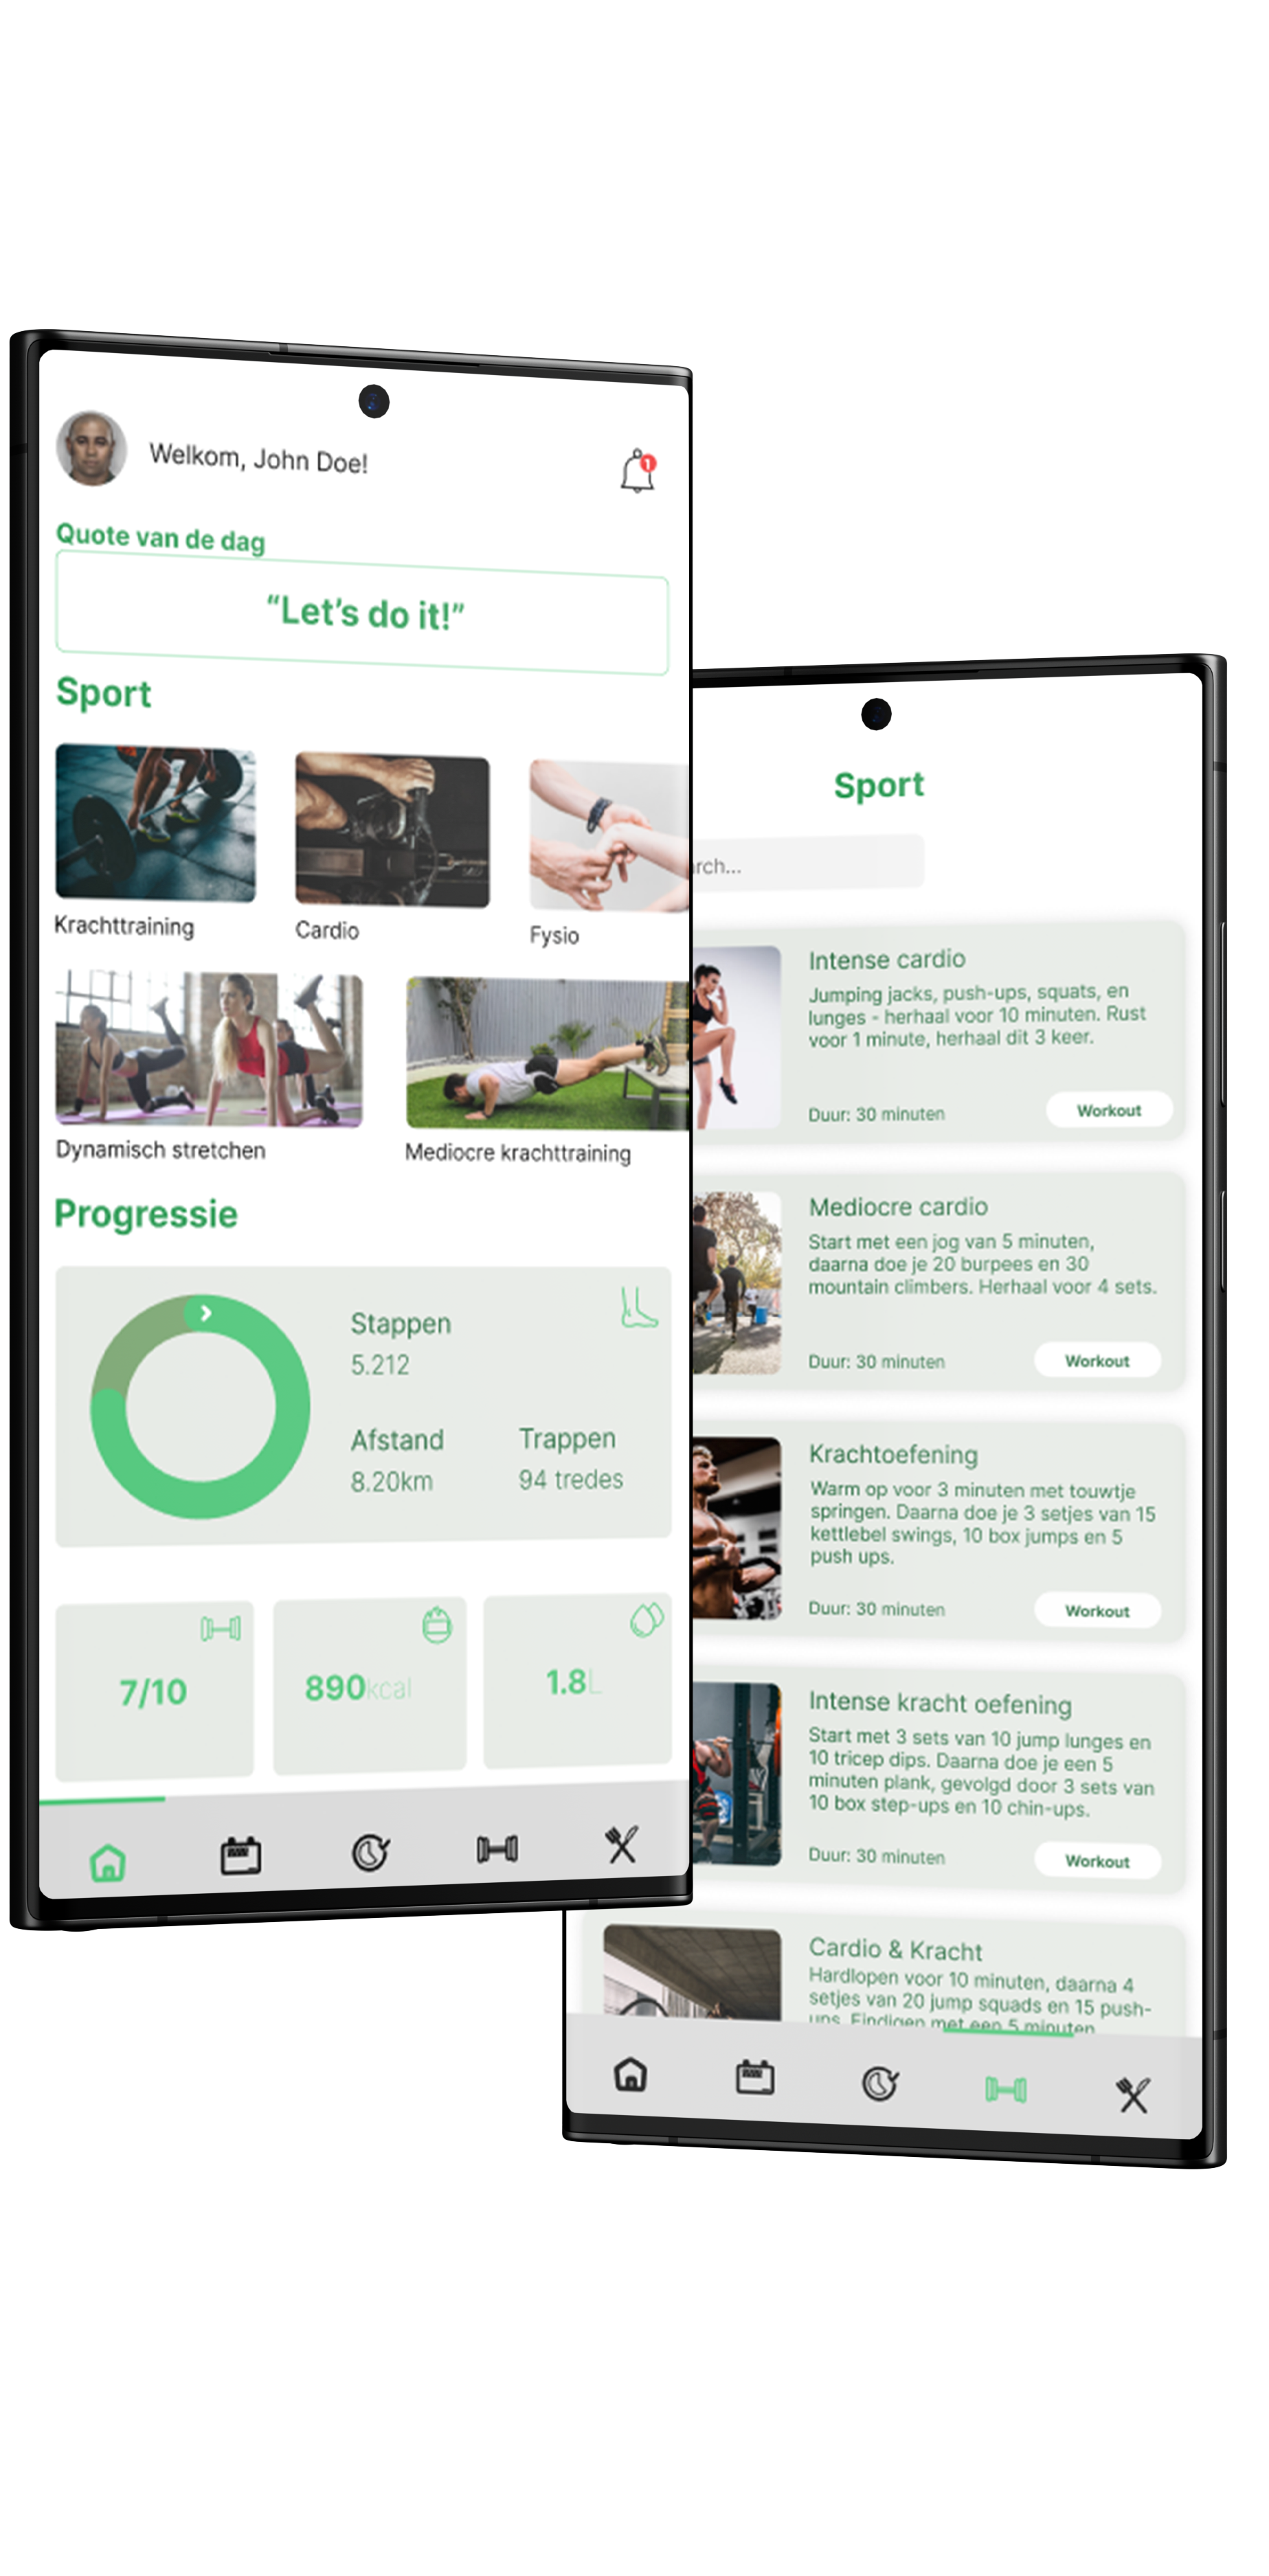 Welkom, John Doe!
1
Quote van de dag
“Let’s do it!”
Sport
Krachttraining
Cardio
Fysio
Dynamisch stretchen
Mediocre krachttraining
Progressie
Stappen
5.212
Afstand
8.20km
Trappen
94 tredes
7/10
890kcal
1.8L
Sport
rch...
Intense cardio
Jumping jacks, push-ups, squats, en
lunges - herhaal voor 10 minuten. Rust
voor 1 minute, herhaal dit 3 keer.
Duur: 30 minuten
Workout
Mediocre cardio
Start met een jog van 5 minuten,
daarna doe je 20 burpees en 30
mountain climbers. Herhaal voor 4 sets.
Duur: 30 minuten
Workout
Krachtoefening
Warm op voor 3 minuten met touwtje
springen. Daarna doe je 3 setjes van 15
kettlebel swings, 10 box jumps en 5
push ups.
Duur: 30 minuten
Workout
Intense kracht oefening
Start met 3 sets van 10 jump lunges en
10 tricep dips. Daarna doe je een 5
minuten plank, gevolgd door 3 sets van
10 box step-ups en 10 chin-ups.
Duur: 30 minuten
Workout
Cardio & Kracht
Hardlopen voor 10 minuten, daarna 4
setjes van 20 jump squads en 15 push-
ups. Eindigen met een 5 minuten